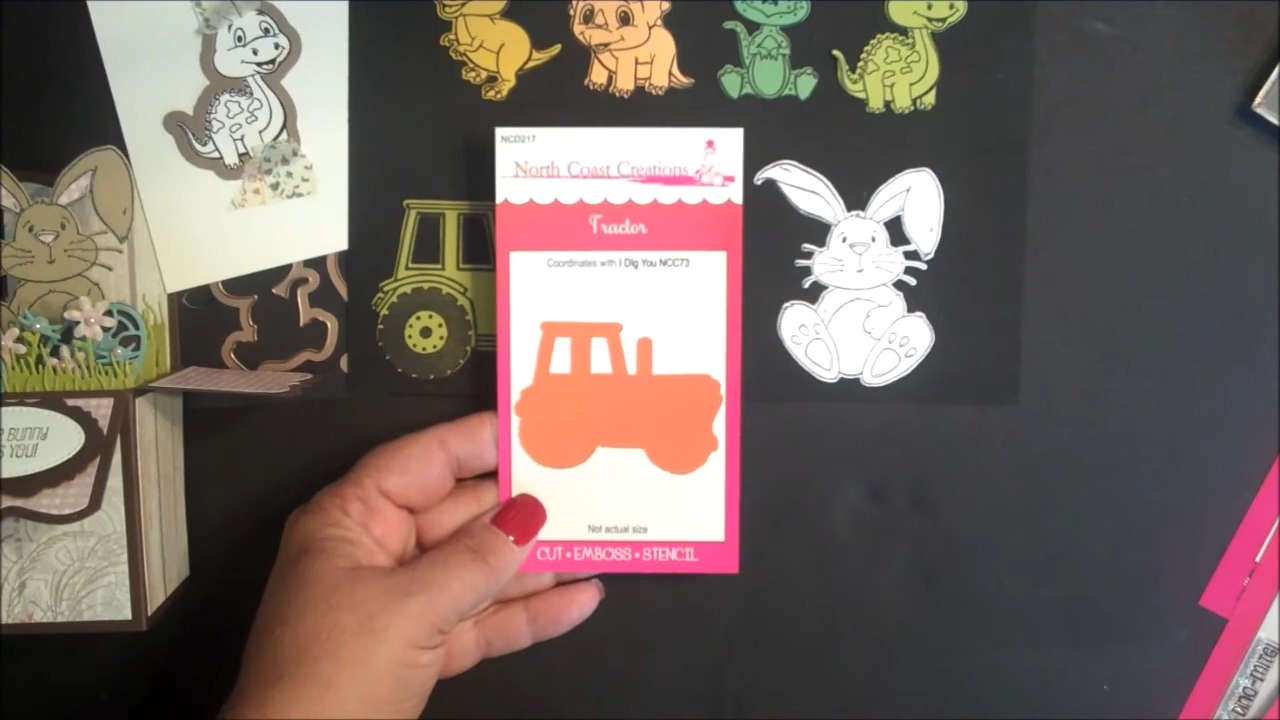 NCD217
North Coast Creations
Tractor
Coordinates with I Dig You NCC73
Not actual size
CUT • EMBOSS • STENCIL
BUNNY
YOU!